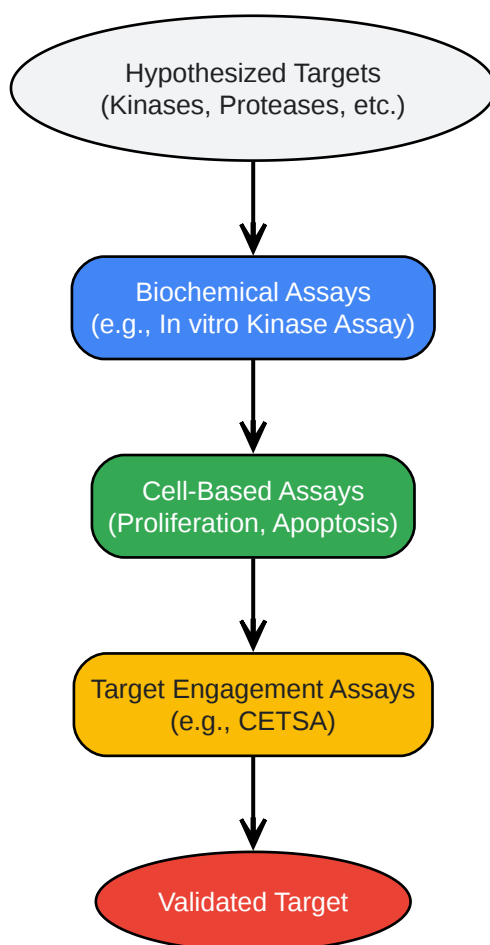 Hypothesized Targets
(Kinases, Proteases, etc.)
Biochemical Assays
(e.g., In vitro Kinase Assay)
Cell-Based Assays
(Proliferation, Apoptosis)
Target Engagement Assays
(e.g., CETSA)
Validated Target